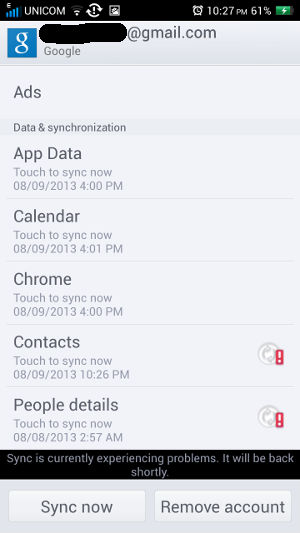 E
UNICOM
10:27 PM 61%
g
@gmail.com
Google
Ads
Data & synchronization
App Data
Touch to sync now
08/09/2013 4:00 PM
Calendar
Touch to sync now
08/09/2013 4:01 PM
Chrome
Touch to sync now
08/09/2013 4:00 PM
Contacts
Touch to sync now
08/09/2013 10:26 PM
People details
Touch to sync now
08/08/2013 2:57 AM
Sync is currently experiencing problems. It will be back
shortly.
Sync now
Remove account